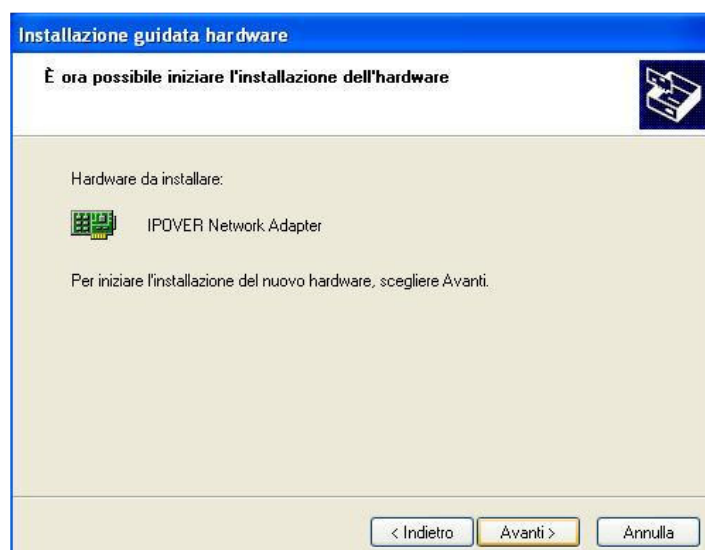 Installazione guidata hardware
È ora possibile iniziare l'installazione dell'hardware
Hardware da installare:
IPOVER Network Adapter
Per iniziare l'installazione del nuovo hardware, scegliere Avanti.
< Indietro Avanti > Annulla